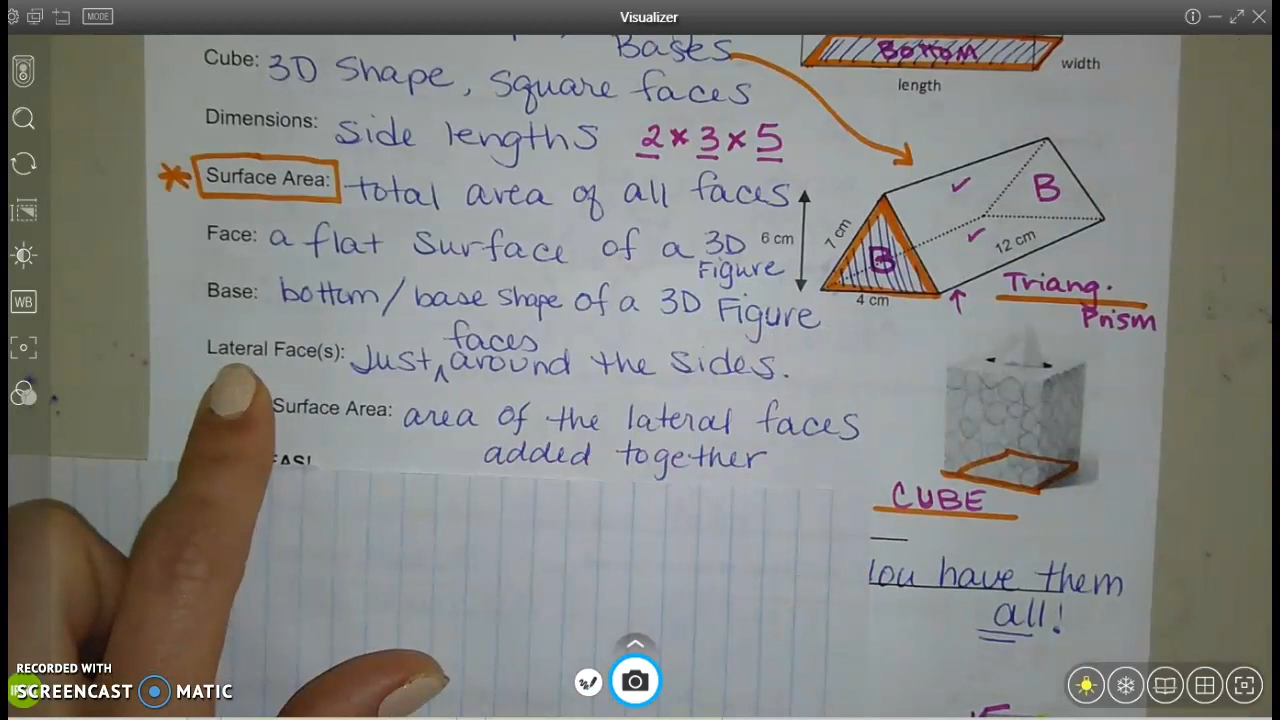 MODE
Visualizer
Bases
BOTTOM
width
length
Cube: 3D Shape, Square faces
Dimensions: side lengths 2 × 3 × 5
* Surface Area: total area of all faces
Face: a flat surface of a 3D Figure
Base: bottom/base shape of a 3D Figure
Lateral Face(s): Just ^ faces around the sides.
Surface Area: area of the lateral faces
added together
6 cm
7 cm
B
B
12 cm
4 cm
Triang.
Prism
CUBE
You have them
all!
WB
RECORDED WITH
SCREENCAST MATIC